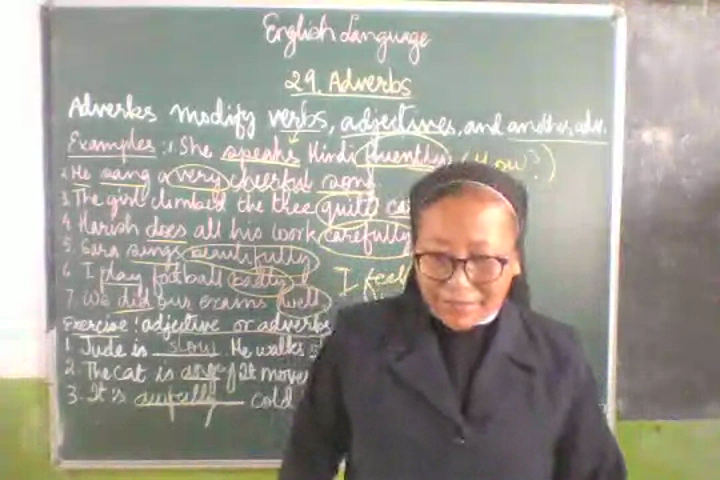 English Language
29. Adverbs
Adverbs modify verbs, adjectives, and another adv.
Examples : 1. She speaks Hindi fluently (How?)
2. He sang a very cheerful song
3. The girl climbed the tree quite
4. Harish does all his work carefully
5. Sara sings beautifully
6 I play football badly
I feel
7. We did our exams well
Exercise : adjective or adverbs
1. Jude is slow. He walks
2. The cat is It move
3. It is awfully cold